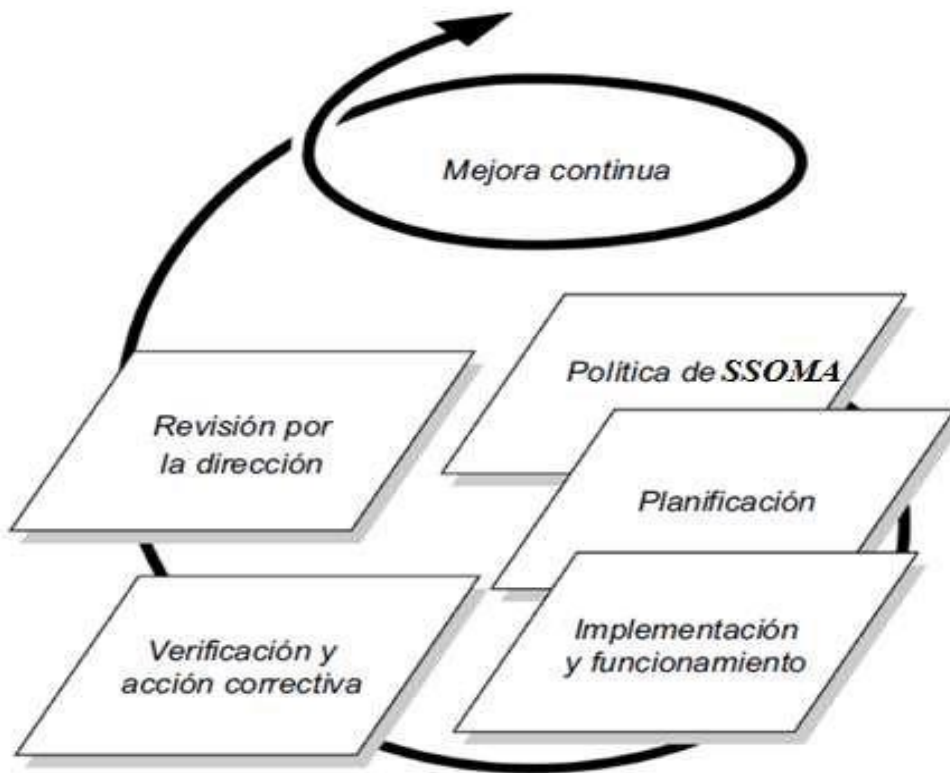 Mejora continua
Política de SSOMA
Revisión por
la dirección
Planificación
Implementación
y funcionamiento
Verificación y
acción correctiva